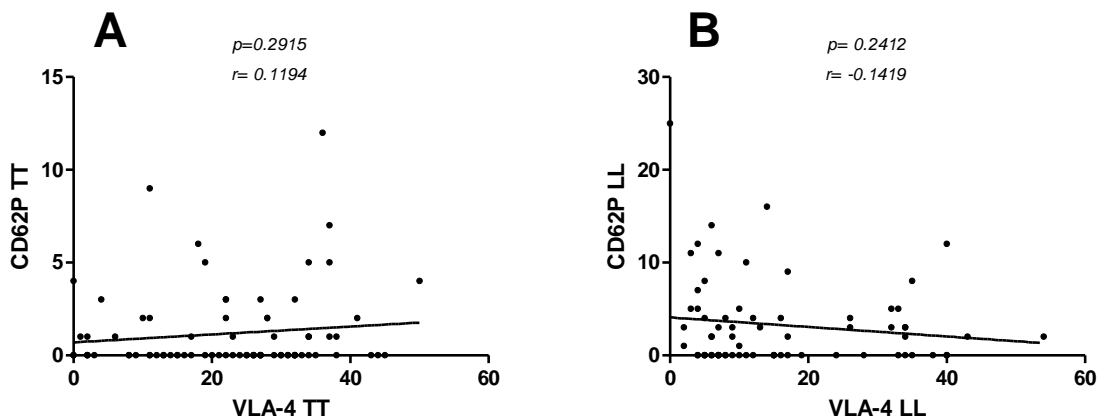 A
p=0.2915
r= 0.1194
15
10
5
0
CD62P TT
0 20 40 60
VLA-4 TT
B
p= 0.2412
r= -0.1419
30
20
10
0
CD62P LL
0 20 40 60
VLA-4 LL